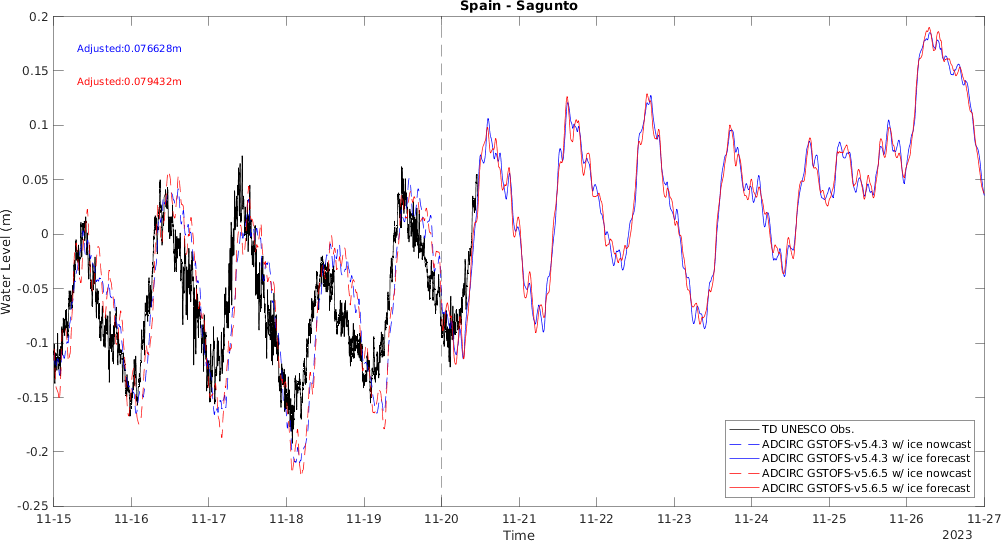 Spain - Sagunto
0.2
0.15
0.1
0.05
0
-0.05
-0.1
-0.15
-0.2
-0.25
Water Level (m)
Adjusted:0.076628m
Adjusted:0.079432m
TD UNESCO Obs.
ADCIRC GSTOFS-v5.4.3 w/ ice nowcast
ADCIRC GSTOFS-v5.4.3 w/ ice forecast
ADCIRC GSTOFS-v5.6.5 w/ ice nowcast
ADCIRC GSTOFS-v5.6.5 w/ ice forecast
11-15 11-16 11-17 11-18 11-19 11-20 11-21 11-22 11-23 11-24 11-25 11-26 11-27
Time
2023